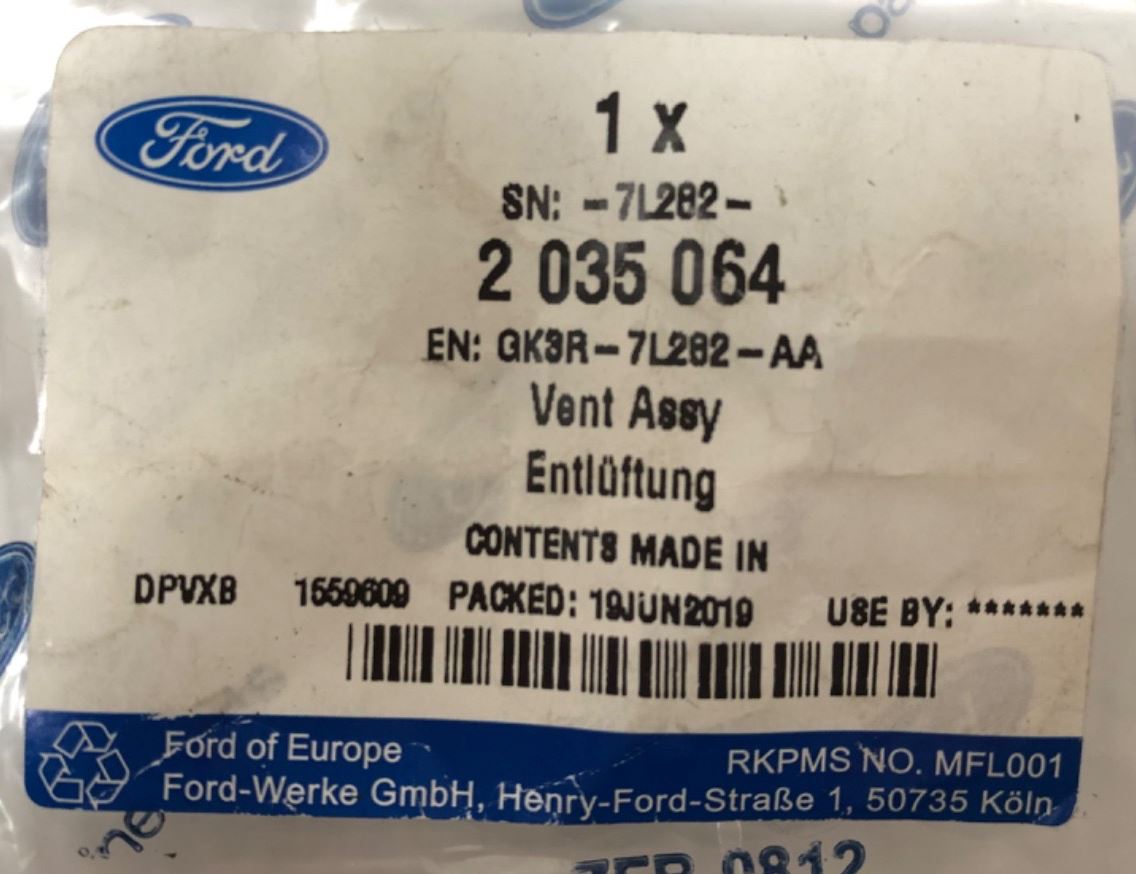 Ford
1 x
SN: -7L282-
2 035 064
EN: GK3R-7L282-AA
Vent Assy
Entlüftung
CONTENTS MADE IN
DPVXB 1559609 PACKED: 19JUN2019 USE BY: *******
Ford of Europe
RKPMS NO. MFL001
Ford-Werke GmbH, Henry-Ford-Straße 1, 50735 Köln